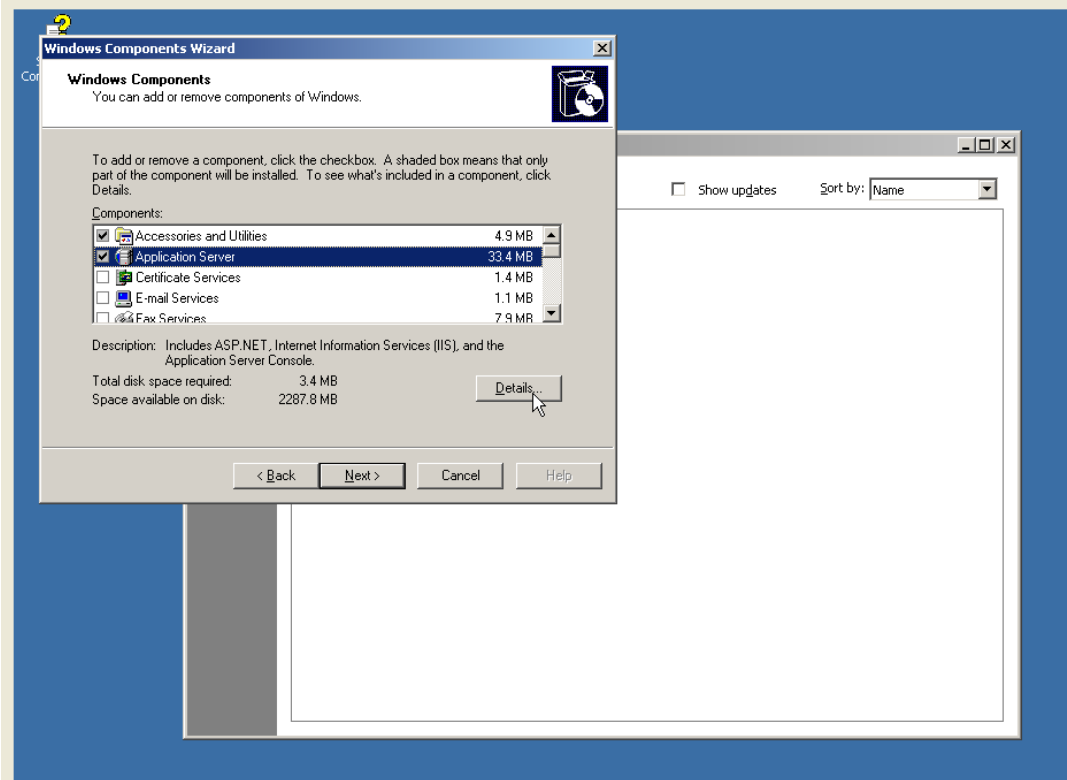 Windows Components Wizard
Windows Components
You can add or remove components of Windows.
To add or remove a component, click the checkbox. A shaded box means that only
part of the component will be installed. To see what's included in a component, click
Details.
Components:
Accessories and Utilities 4.9 MB
Application Server 33.4 MB
Certificate Services 1.4 MB
E-mail Services 1.1 MB
Fax Services 7.9 MB
Description: Includes ASP.NET, Internet Information Services (IIS), and the
Application Server Console.
Total disk space required: 3.4 MB
Space available on disk: 2287.8 MB
Details...
< Back Next > Cancel Help
Show updates Sort by: Name